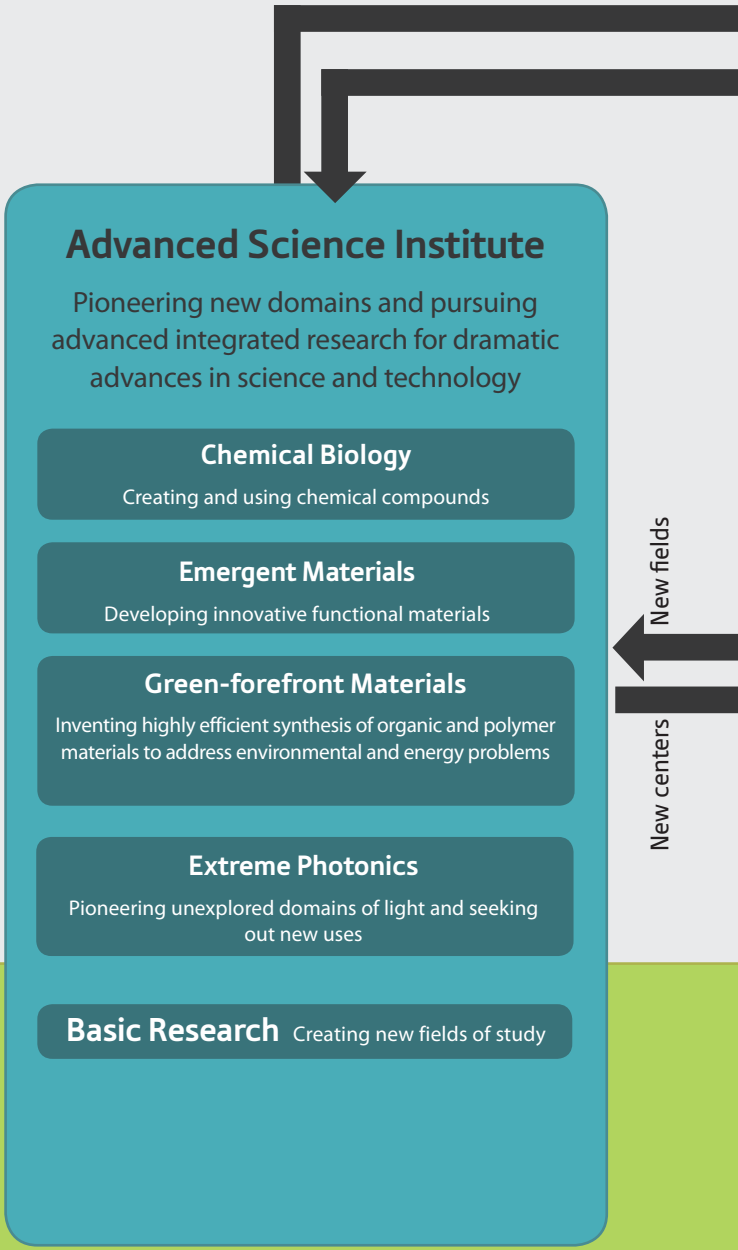 Advanced Science Institute
Pioneering new domains and pursuing
advanced integrated research for dramatic
advances in science and technology
Chemical Biology
Creating and using chemical compounds
Emergent Materials
Developing innovative functional materials
Green-forefront Materials
Inventing highly efficient synthesis of organic and polymer
materials to address environmental and energy problems
Extreme Photonics
Pioneering unexplored domains of light and seeking
out new uses
Basic Research Creating new fields of study
New fields
New centers